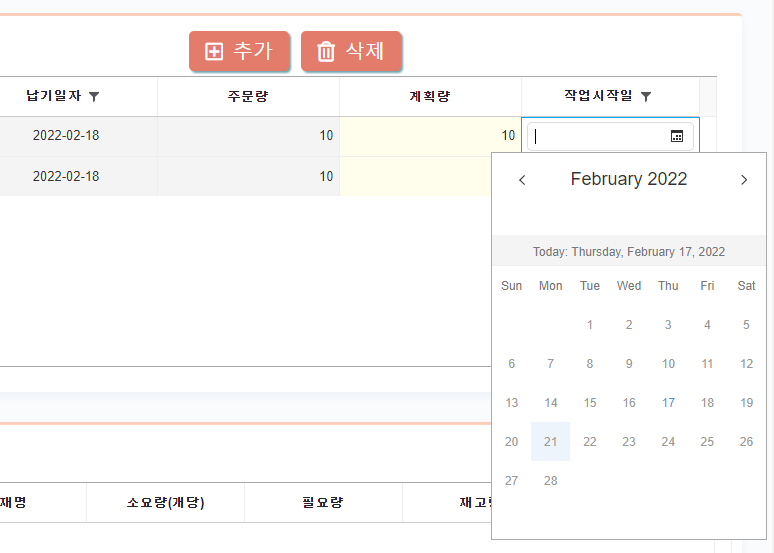 추가 삭제
납기일자 주문량 계획량 작업시작일
2022-02-18 10 10
2022-02-18 10
February 2022
Today: Thursday, February 17, 2022
Sun Mon Tue Wed Thu Fri Sat
1 2 3 4 5
6 7 8 9 10 11 12
13 14 15 16 17 18 19
20 21 22 23 24 25 26
27 28
재명 소요량(개당) 필요량